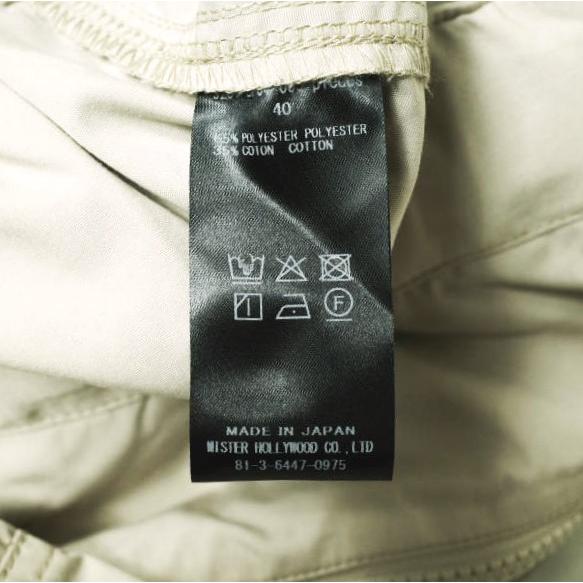 40
65% POLYESTER POLYESTER
35% COTON COTTON
F
MADE IN JAPAN
MISTER HOLLYWOOD CO.,LTD
81-3-6447-0975